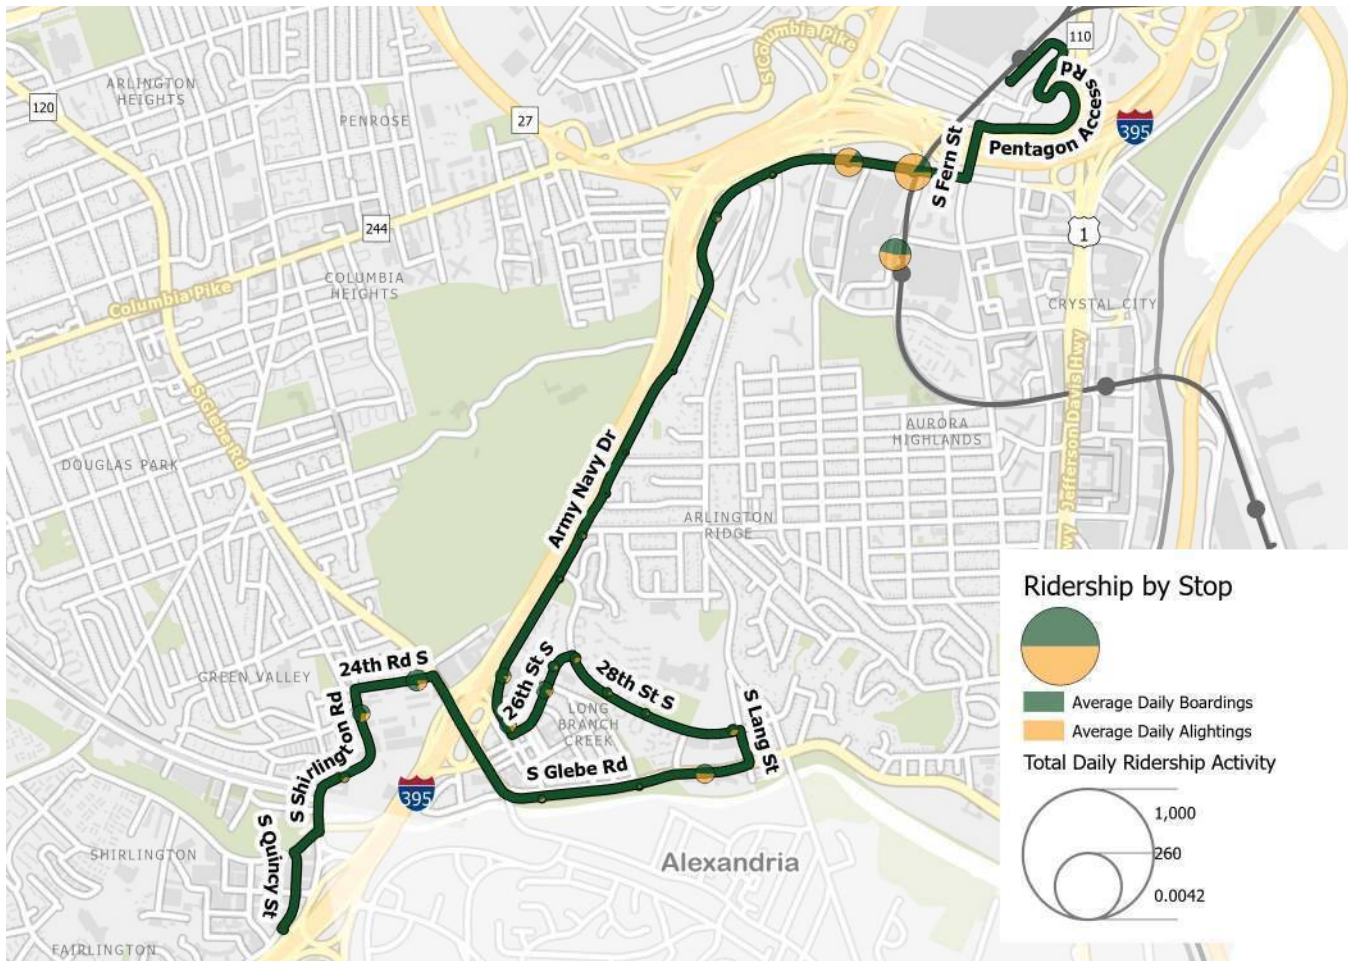 S Columbia Pike
110
ARLINGTON
HEIGHTS
120
PENROSE
27
395
Pentagon Access Rd
S Fern St
244
1
COLUMBIA
HEIGHTS
Columbia Pike
CRYSTAL CITY
S Glebe Rd
Jefferson Davis Hwy
AURORA
HIGHLANDS
DOUGLAS PARK
Army Navy Dr
ARLINGTON
RIDGE
24th Rd S
26th St S
28th St S
GREEN VALLEY
LONG
BRANCH
CREEK
S Lang St
S Shirlington Rd
S Glebe Rd
395
S Quincy St
SHIRLINGTON
Alexandria
FAIRLINGTON
Ridership by Stop
Average Daily Boardings
Average Daily Alightings
Total Daily Ridership Activity
1,000
260
0.0042